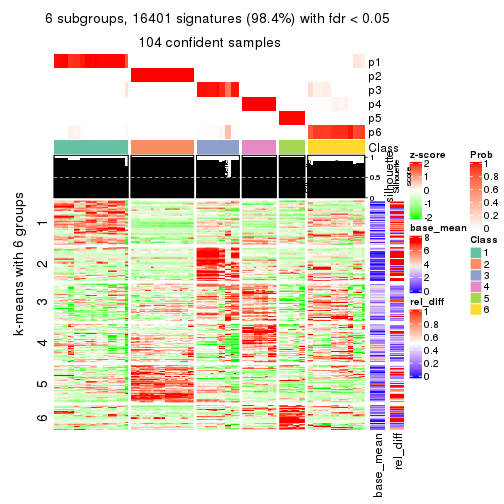 6 subgroups, 16401 signatures (98.4%) with fdr < 0.05
104 confident samples
p1
p2
p3
p4
p5
p6
Class
1
0.5
0
silhouette
Silhouette
score
k-means with 6 groups
1
2
3
4
5
6
base_mean
rel_diff
z-score
2
1
0
-1
-2
base_mean
8
6
4
2
0
rel_diff
1
0.8
0.6
0.4
0.2
0
Prob
1
0.8
0.6
0.4
0.2
0
Class
1
2
3
4
5
6